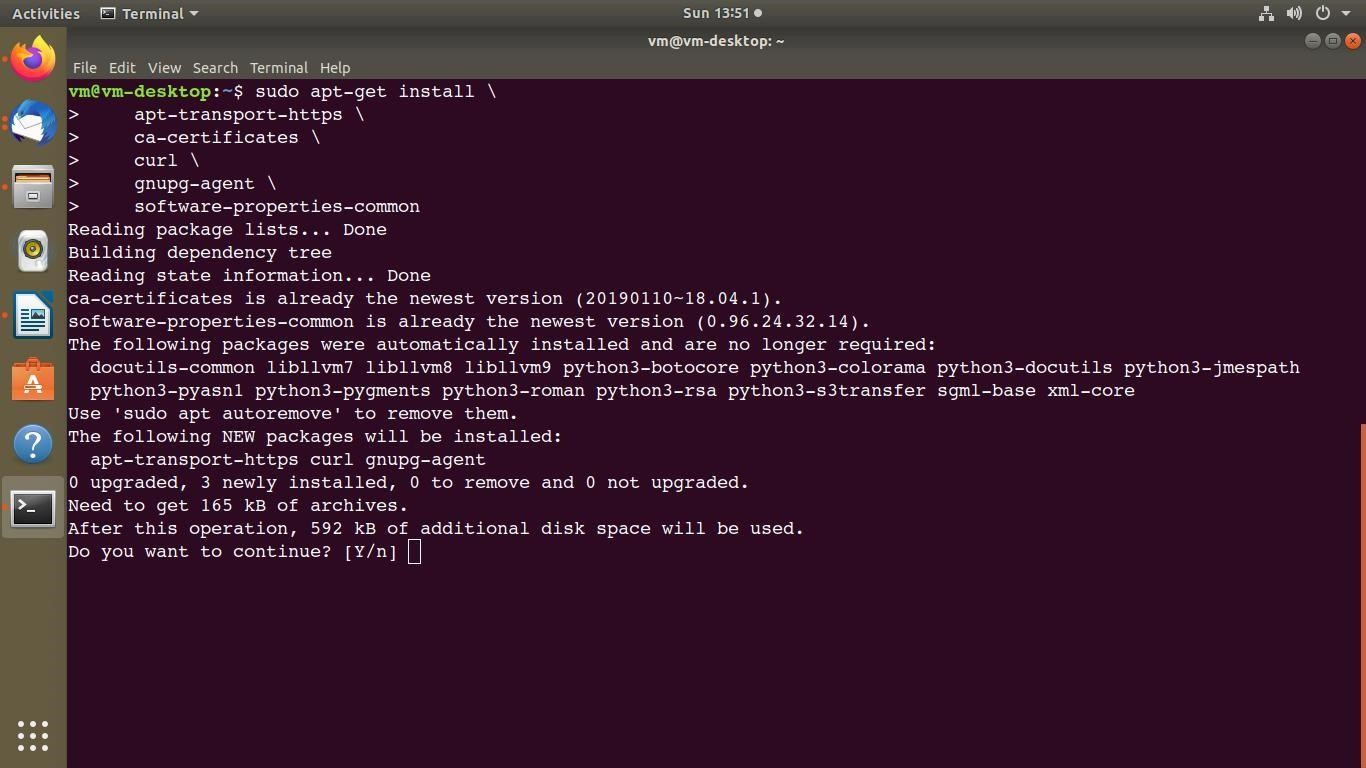 Activities Terminal Sun 13:51
vm@vm-desktop: ~
File Edit View Search Terminal Help
vm@vm-desktop:~$ sudo apt-get install \
> apt-transport-https \
> ca-certificates \
> curl \
> gnupg-agent \
> software-properties-common
Reading package lists... Done
Building dependency tree
Reading state information... Done
ca-certificates is already the newest version (20190110~18.04.1).
software-properties-common is already the newest version (0.96.24.32.14).
The following packages were automatically installed and are no longer required:
docutils-common libllvm7 libllvm8 libllvm9 python3-botocore python3-colorama python3-docutils python3-jmespath
python3-pyasn1 python3-pygments python3-roman python3-rsa python3-s3transfer sgml-base xml-core
Use 'sudo apt autoremove' to remove them.
The following NEW packages will be installed:
apt-transport-https curl gnupg-agent
0 upgraded, 3 newly installed, 0 to remove and 0 not upgraded.
Need to get 165 kB of archives.
After this operation, 592 kB of additional disk space will be used.
Do you want to continue? [Y/n]